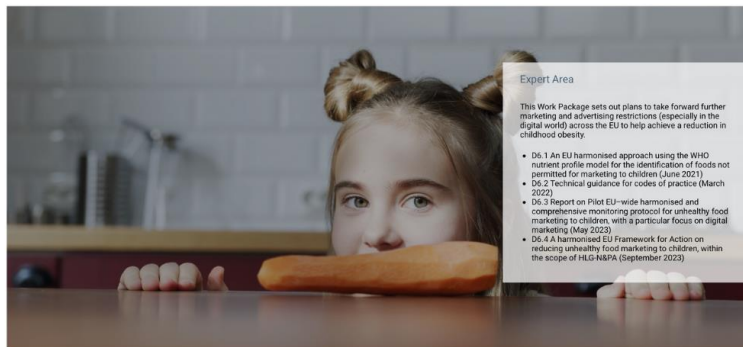 Expert Area
This Work Package sets out plans to take forward further
marketing and advertising restrictions (especially in the
digital world) across the EU to help achieve a reduction in
childhood obesity.
• D6.1 An EU harmonised approach using the WHO
nutrient profile model for the identification of foods not
permitted for marketing to children (June 2021)
• D6.2 Technical guidance for codes of practice (March
2022)
• D6.3 Report on Pilot EU–wide harmonised and
comprehensive monitoring protocol for unhealthy food
marketing to children, with a particular focus on digital
marketing (May 2023)
• D6.4 A harmonised EU Framework for Action on
reducing unhealthy food marketing to children, within
the scope of HLG-N&PA (September 2023)